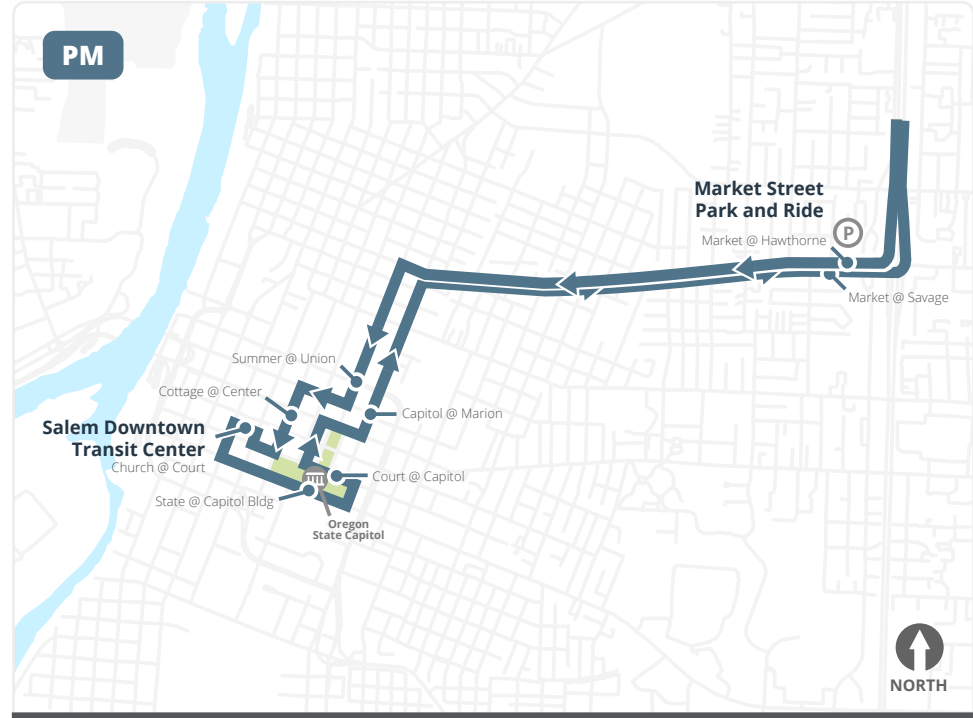 PM
Market Street
Park and Ride
P
Market @ Hawthorne
Market @ Savage
Summer @ Union
Cottage @ Center
Capitol @ Marion
Salem Downtown
Transit Center
Church @ Court
Court @ Capitol
State @ Capitol Bldg
Oregon
State Capitol
NORTH